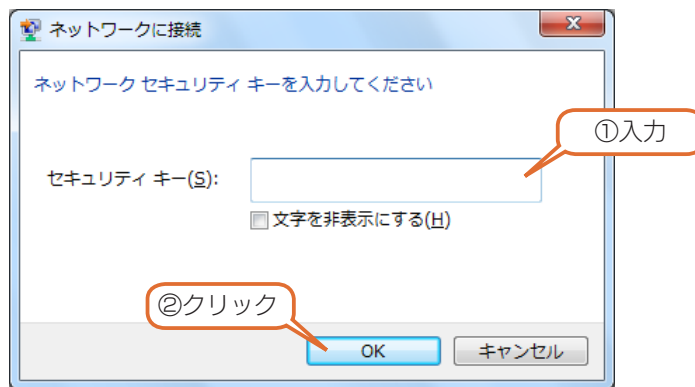 ネットワークに接続
ネットワーク セキュリティ キーを入力してください
①入力
セキュリティ キー(S):
文字を非表示にする(H)
②クリック
OK
キャンセル